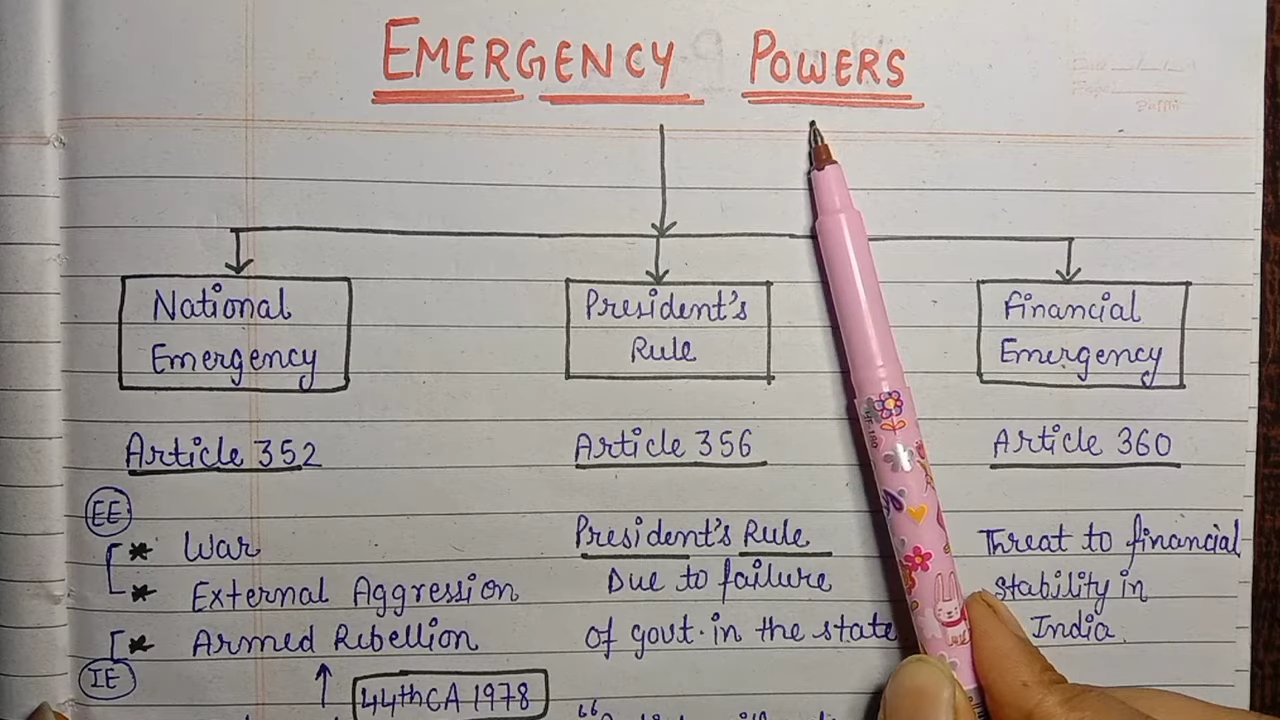 EMERGENCY POWERS
National
Emergency
President's
Rule
Financial
Emergency
Article 352
Article 356
Article 360
EE
* War
* External Aggression
* Armed Rebellion
IE
44th CA 1978
President's Rule
Due to failure
of govt. in the state
Threat to financial
stability in
India
HF-180